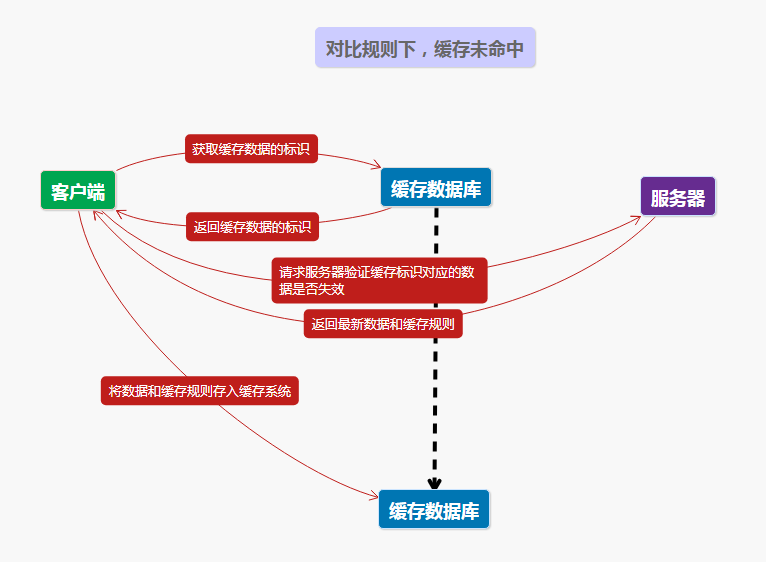 对比规则下，缓存未命中
获取缓存数据的标识
客户端
缓存数据库
服务器
返回缓存数据的标识
请求服务器验证缓存标识对应的数
据是否失效
返回最新数据和缓存规则
将数据和缓存规则存入缓存系统
缓存数据库